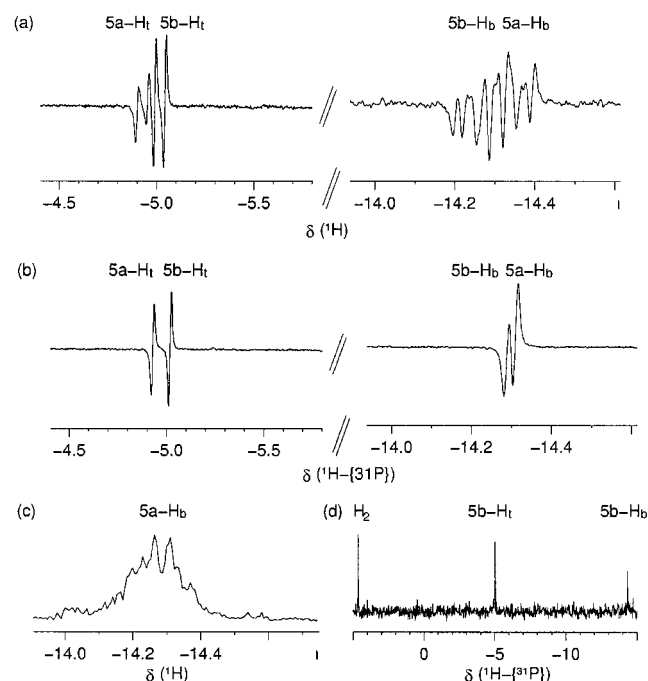 (a) 5a–Ht 5b–Ht 5b–Hb 5a–Hb
−4.5 −5.0 −5.5 −14.0 −14.2 −14.4
δ (¹H)
(b) 5a–Ht 5b–Ht 5b–Hb 5a–Hb
−4.5 −5.0 −5.5 −14.0 −14.2 −14.4
δ (¹H–{31P})
(c) 5a–Hb (d) H₂ 5b–Ht 5b–Hb
−14.0 −14.2 −14.4 0 −5 −10
δ (¹H) δ (¹H–{³¹P})